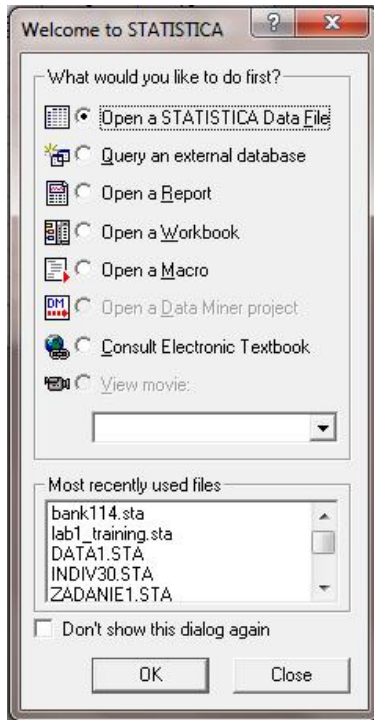 Welcome to STATISTICA
What would you like to do first?
Open a STATISTICA Data File
Query an external database
Open a Report
Open a Workbook
Open a Macro
DM
Open a Data Miner project
Consult Electronic Textbook
View movie:
Most recently used files
bank114.sta
lab1_training.sta
DATA1.STA
INDIV30.STA
ZADANIE1.STA
Don't show this dialog again
OK Close